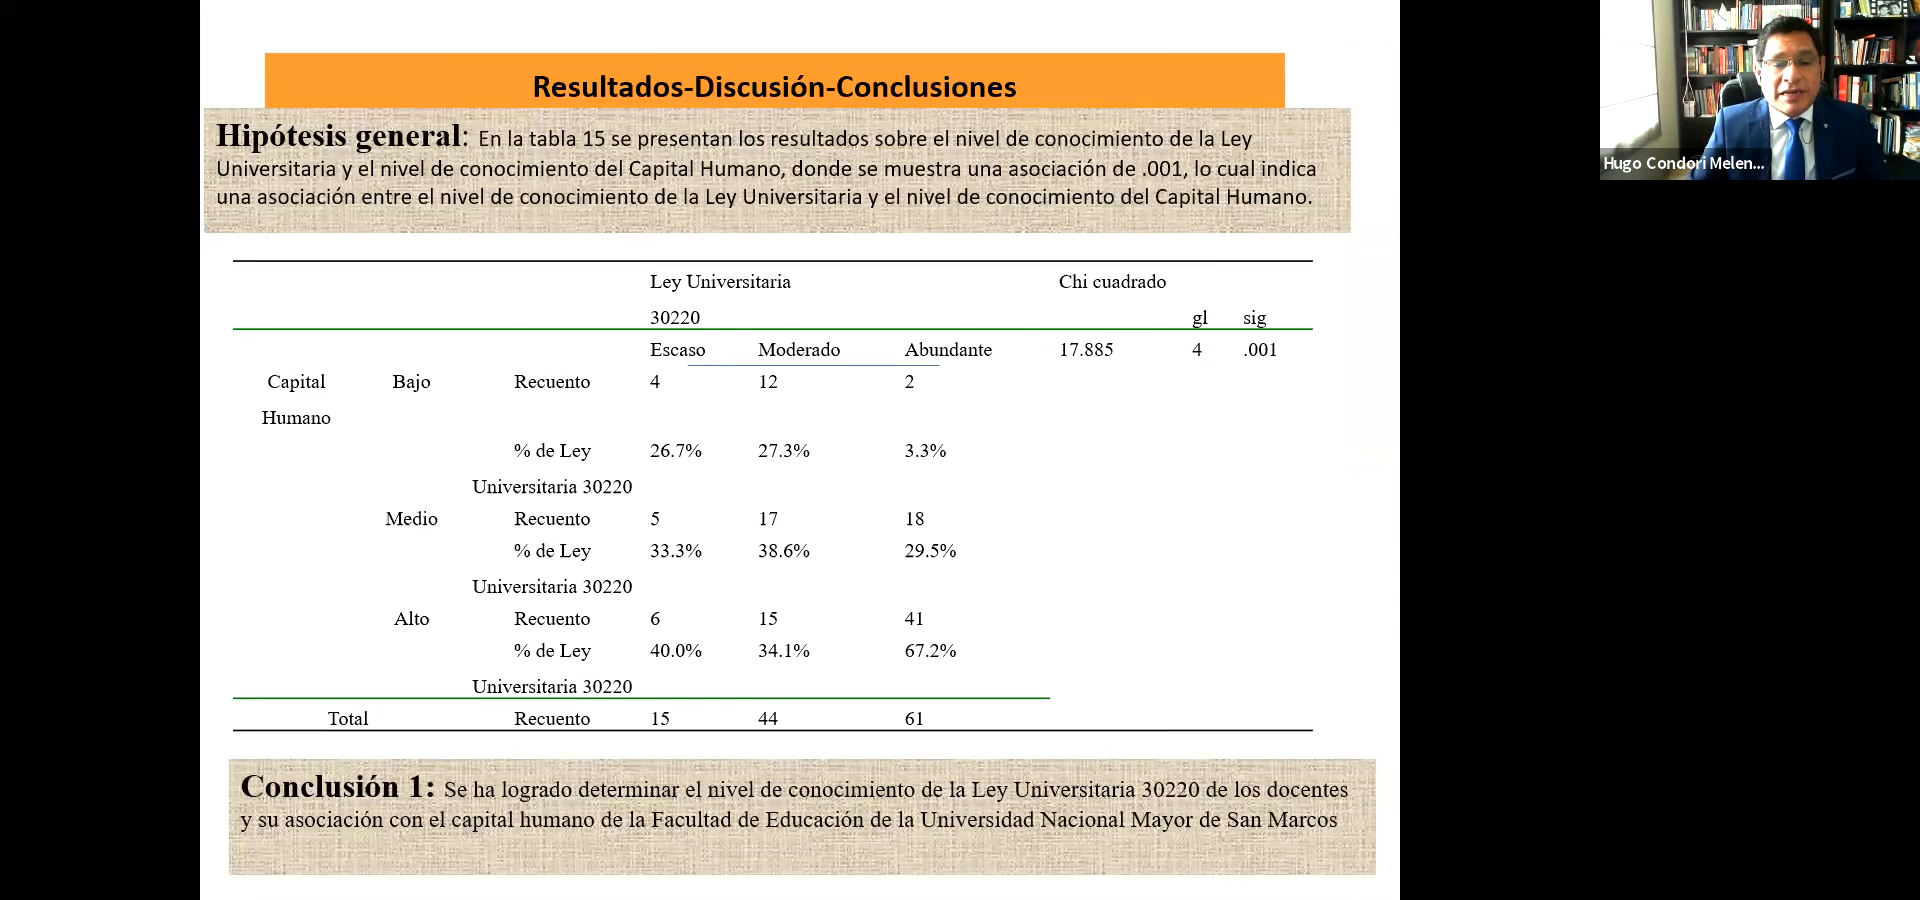 Resultados-Discusión-Conclusiones
Hipótesis general: En la tabla 15 se presentan los resultados sobre el nivel de conocimiento de la Ley
Universitaria y el nivel de conocimiento del Capital Humano, donde se muestra una asociación de .001, lo cual indica
una asociación entre el nivel de conocimiento de la Ley Universitaria y el nivel de conocimiento del Capital Humano.
Ley Universitaria Chi cuadrado
30220 gl sig
Escaso Moderado Abundante 17.885 4 .001
Capital Bajo Recuento 4 12 2
Humano
% de Ley 26.7% 27.3% 3.3%
Universitaria 30220
Medio Recuento 5 17 18
% de Ley 33.3% 38.6% 29.5%
Universitaria 30220
Alto Recuento 6 15 41
% de Ley 40.0% 34.1% 67.2%
Universitaria 30220
Total Recuento 15 44 61
Conclusión 1: Se ha logrado determinar el nivel de conocimiento de la Ley Universitaria 30220 de los docentes
y su asociación con el capital humano de la Facultad de Educación de la Universidad Nacional Mayor de San Marcos
Hugo Condori Melen...